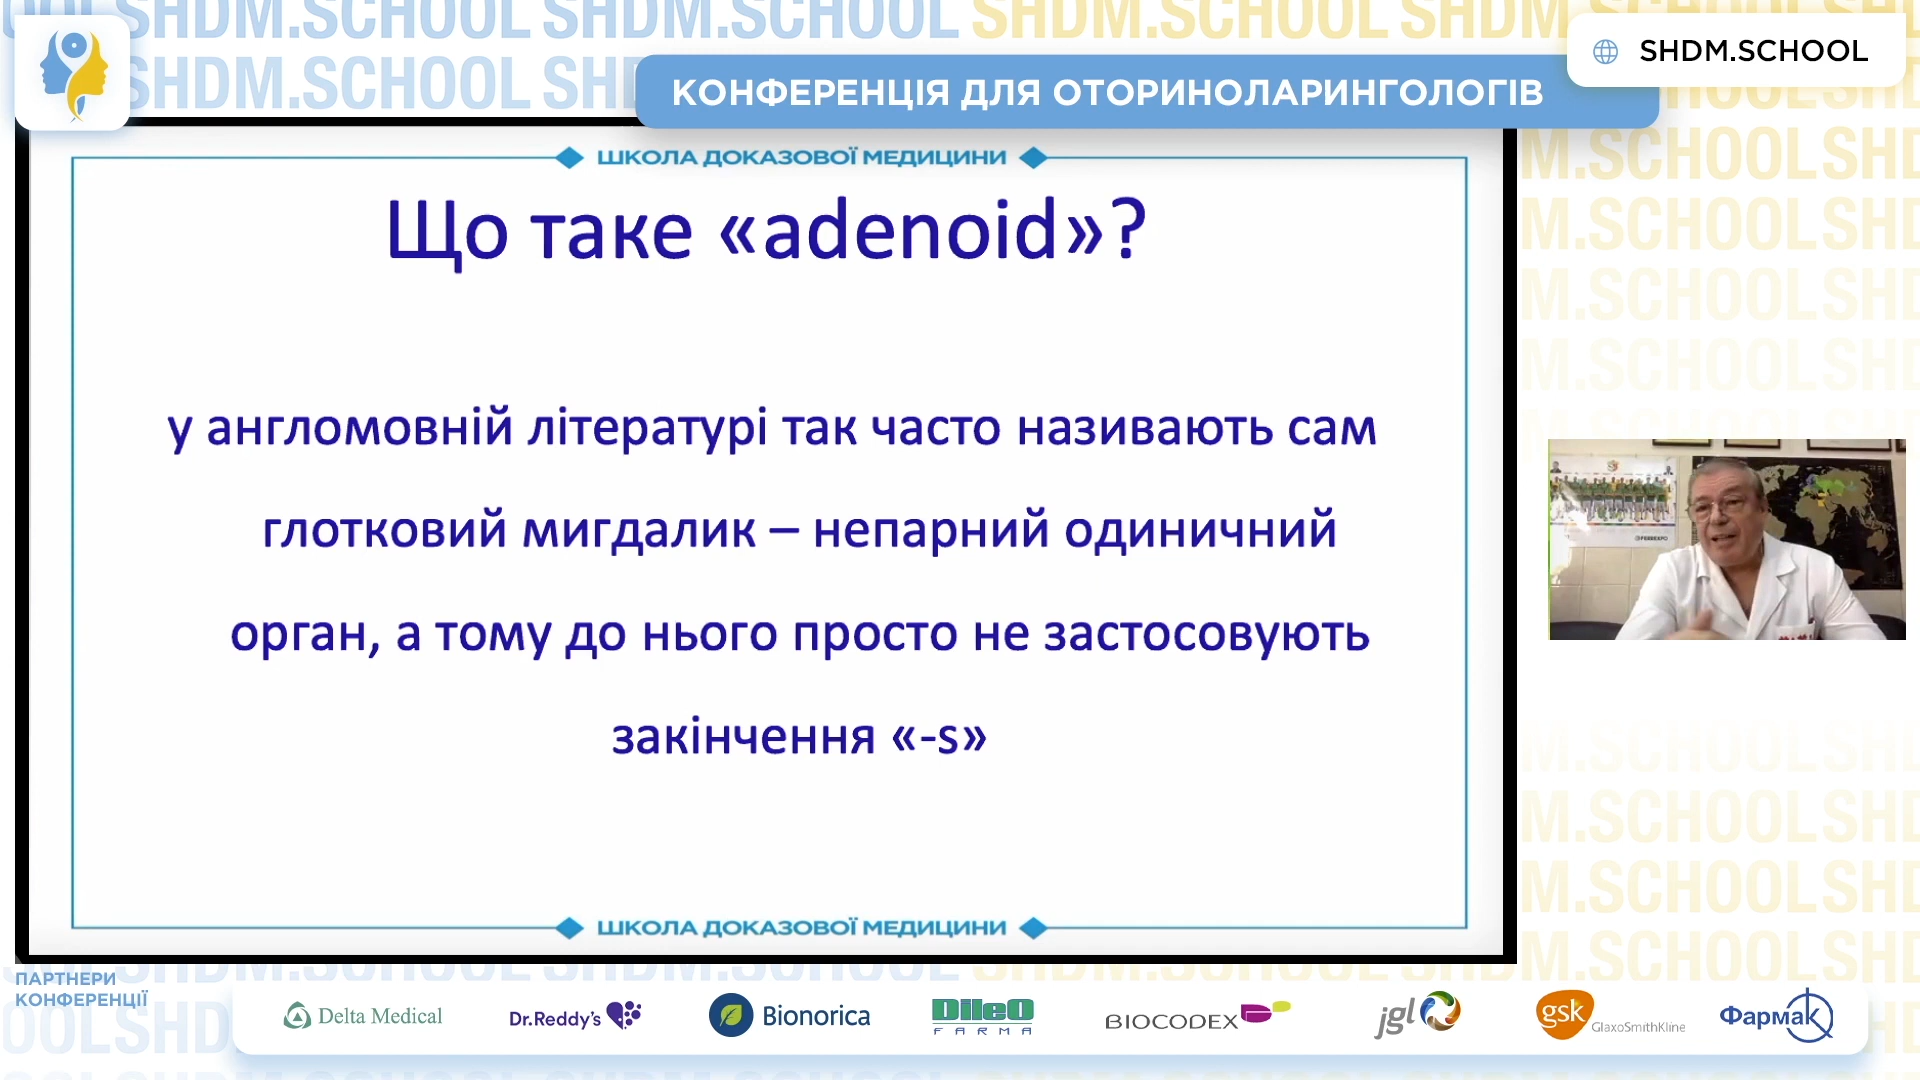 SHDM.SCHOOL
КОНФЕРЕНЦІЯ ДЛЯ ОТОРИНОЛАРИНГОЛОГІВ
ШКОЛА ДОКАЗОВОЇ МЕДИЦИНИ
Що таке «adenoid»?
у англомовній літературі так часто називають сам
глотковий мигдалик – непарний одиничний
орган, а тому до нього просто не застосовують
закінчення «-s»
ШКОЛА ДОКАЗОВОЇ МЕДИЦИНИ
FERREXPO
ПАРТНЕРИ
КОНФЕРЕНЦІЇ
Delta Medical
Dr.Reddy's
Bionorica
DileO
FARMA
BIOCODEX
jgl
gsk
GlaxoSmithKline
Фармак